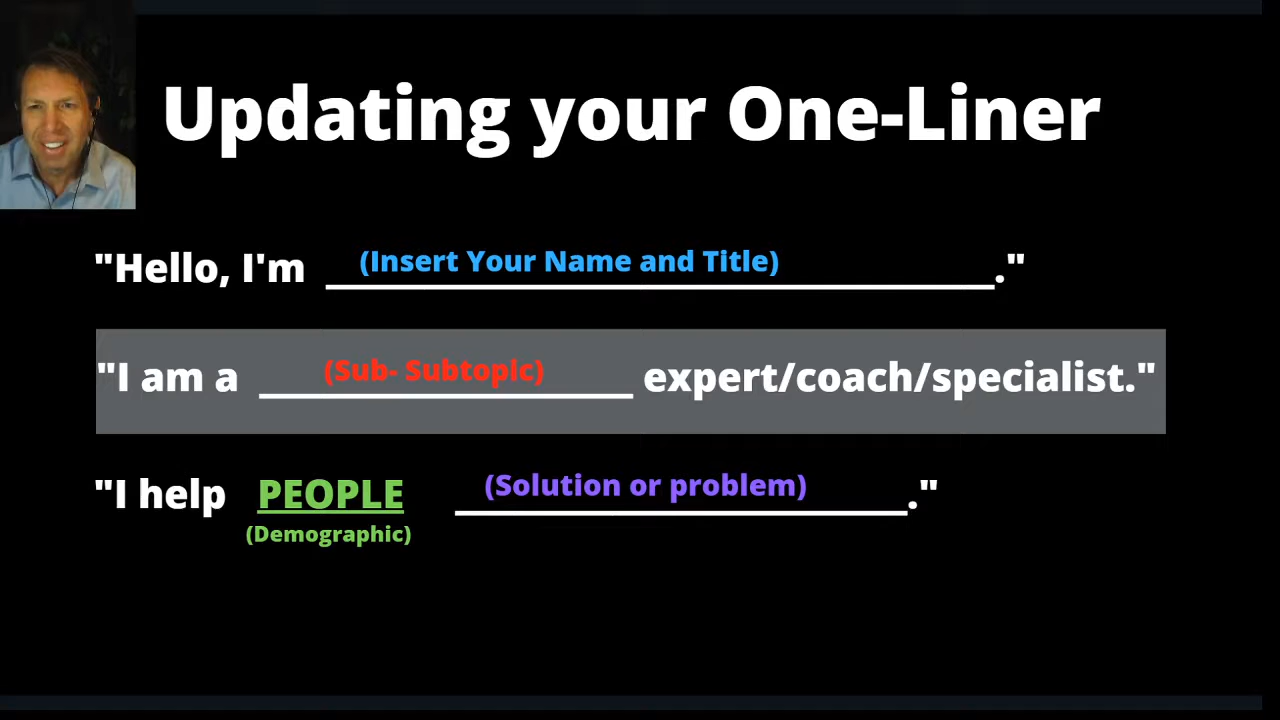 Updating your One-Liner
"Hello, I'm (Insert Your Name and Title)."
"I am a (Sub- Subtopic) expert/coach/specialist."
"I help PEOPLE (Solution or problem)."
(Demographic)